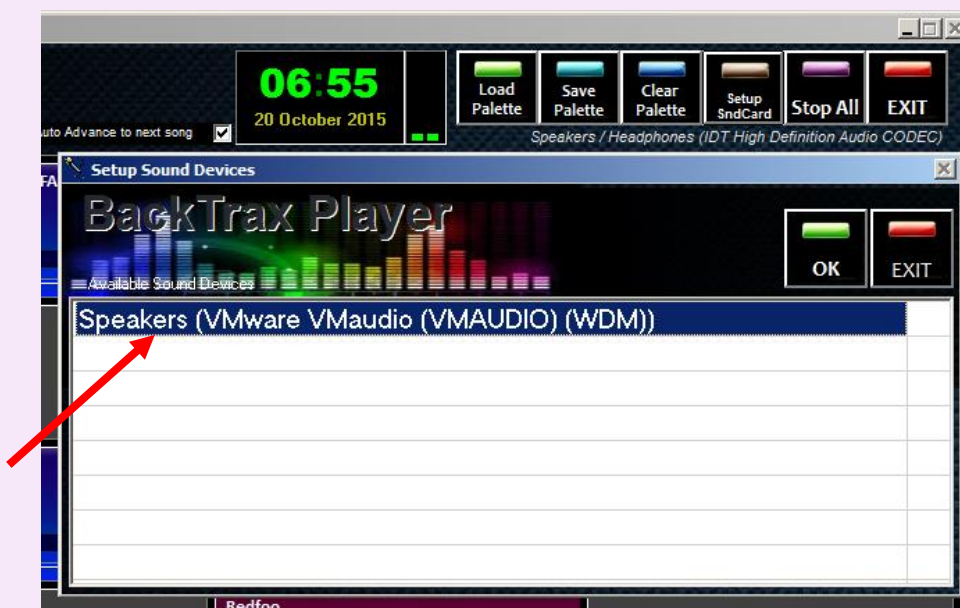 06:55
20 October 2015
Load Palette
Save Palette
Clear Palette
Setup SndCard
Stop All
EXIT
uto Advance to next song
Speakers / Headphones (IDT High Definition Audio CODEC)
FA
Setup Sound Devices
BackTrax Player
OK
EXIT
Available Sound Devices
Speakers (VMware VMaudio (VMAUDIO) (WDM))
Redfoo